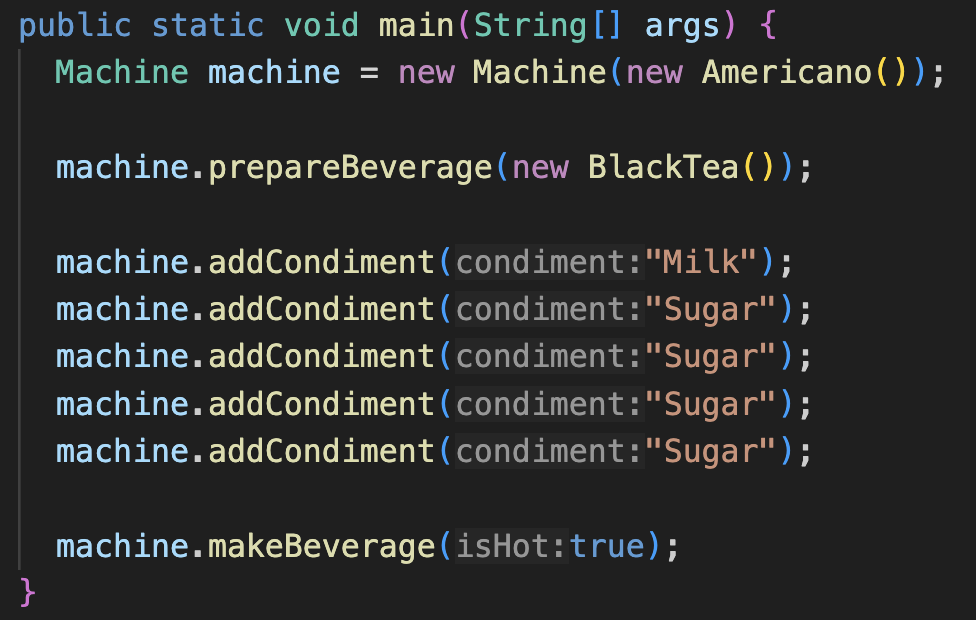 public static void main(String[] args) {
Machine machine = new Machine(new Americano());
machine.prepareBeverage(new BlackTea());
machine.addCondiment(condiment:"Milk");
machine.addCondiment(condiment:"Sugar");
machine.addCondiment(condiment:"Sugar");
machine.addCondiment(condiment:"Sugar");
machine.addCondiment(condiment:"Sugar");
machine.makeBeverage(isHot:true);
}